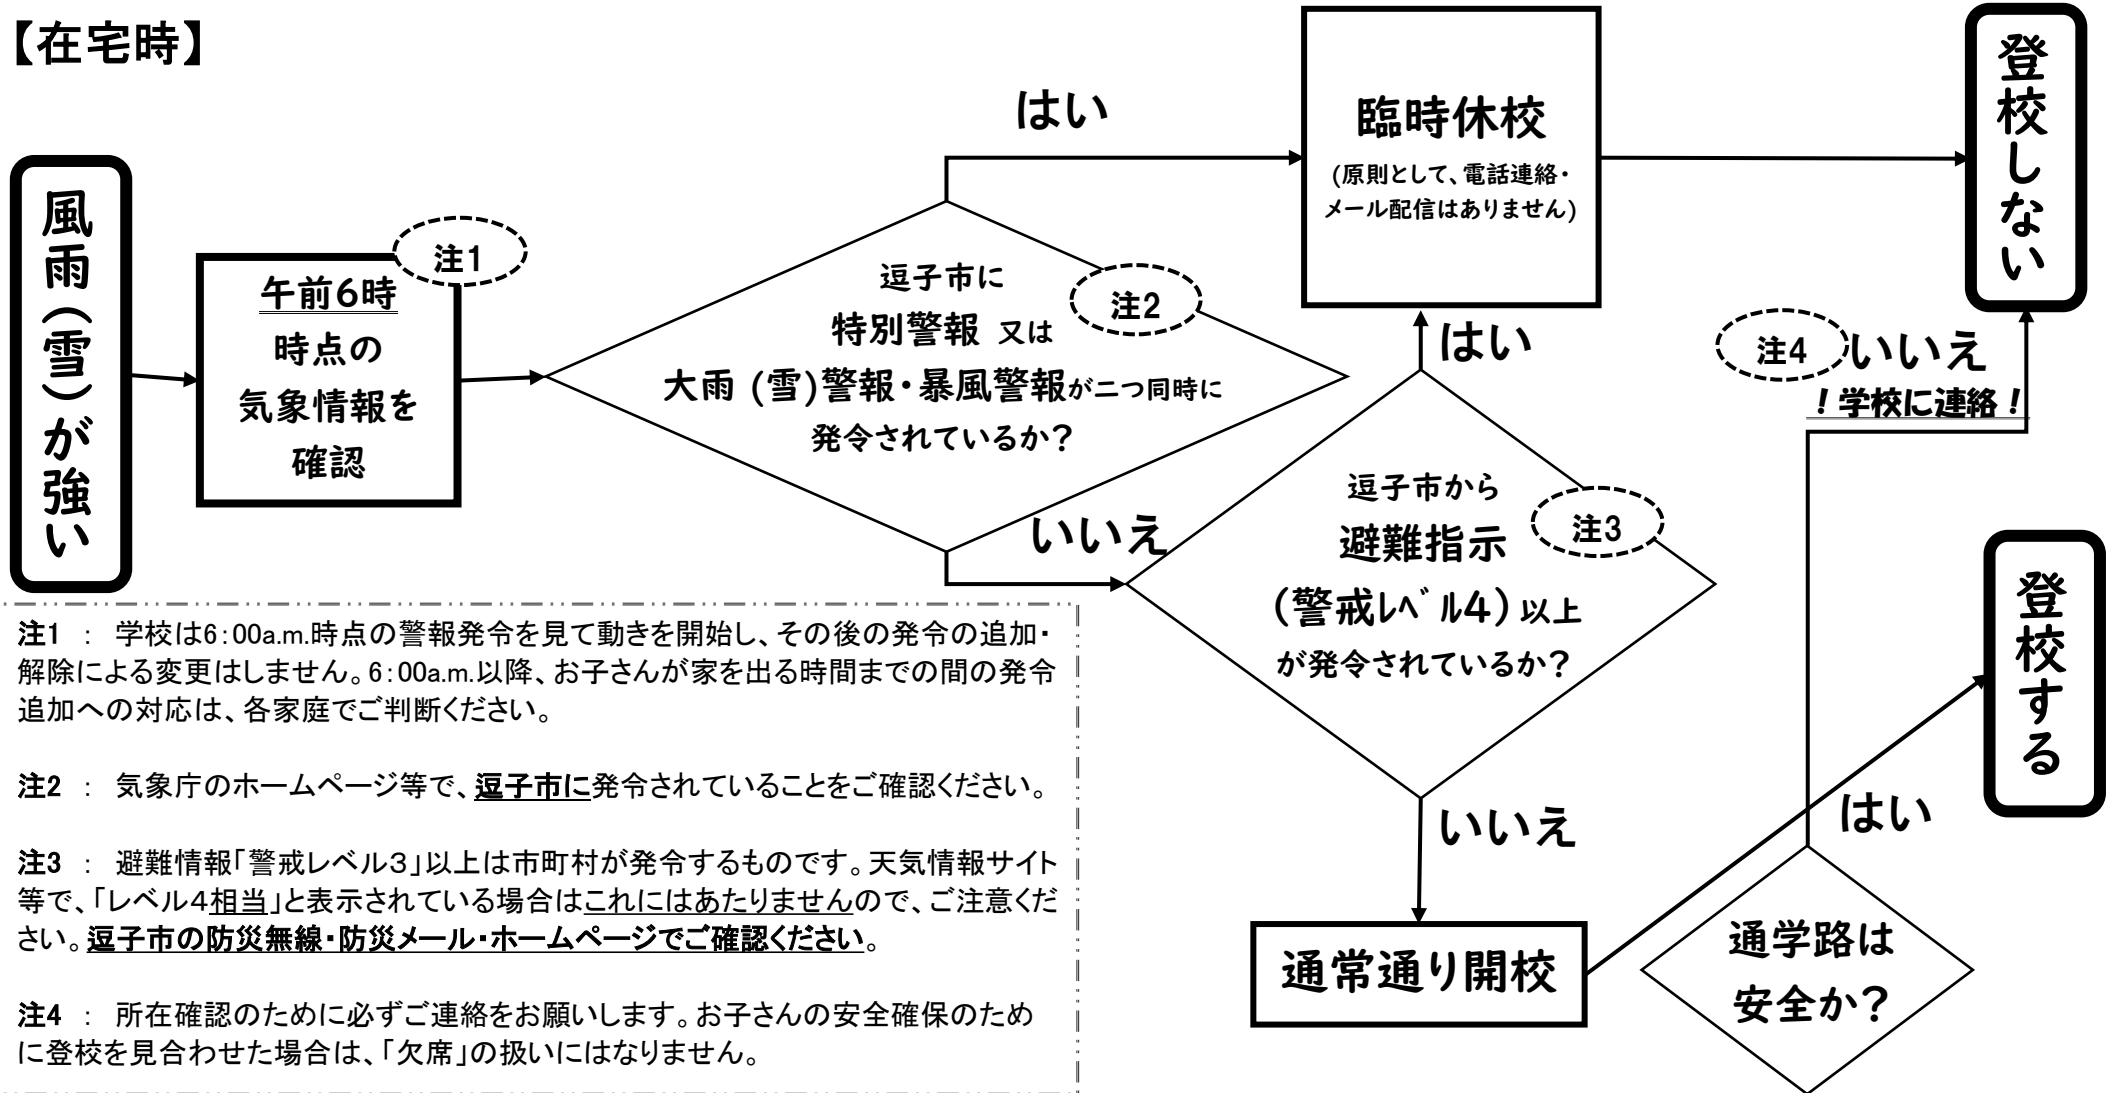 【在宅時】
風雨(雪)が強い
午前6時
時点の
気象情報を
確認
注1
はい
逗子市に
特別警報 又は
大雨 (雪)警報・暴風警報が二つ同時に
発令されているか?
注2
いいえ
臨時休校
(原則として、電話連絡・
メール配信はありません)
はい
逗子市から
避難指示
(警戒レベル4)以上
が発令されているか?
注3
いいえ
通常通り開校
登校しない
注4
いいえ
!学校に連絡!
登校する
はい
通学路は
安全か?
注1 : 学校は6:00a.m.時点の警報発令を見て動きを開始し、その後の発令の追加・
解除による変更はしません。6:00a.m.以降、お子さんが家を出る時間までの間の発令
追加への対応は、各家庭でご判断ください。
注2 : 気象庁のホームページ等で、逗子市に発令されていることをご確認ください。
注3 : 避難情報「警戒レベル3」以上は市町村が発令するものです。天気情報サイト
等で、「レベル4相当」と表示されている場合はこれにはあたりませんので、ご注意くだ
さい。逗子市の防災無線・防災メール・ホームページでご確認ください。
注4 : 所在確認のために必ずご連絡をお願いします。お子さんの安全確保のため
に登校を見合わせた場合は、「欠席」の扱いにはなりません。